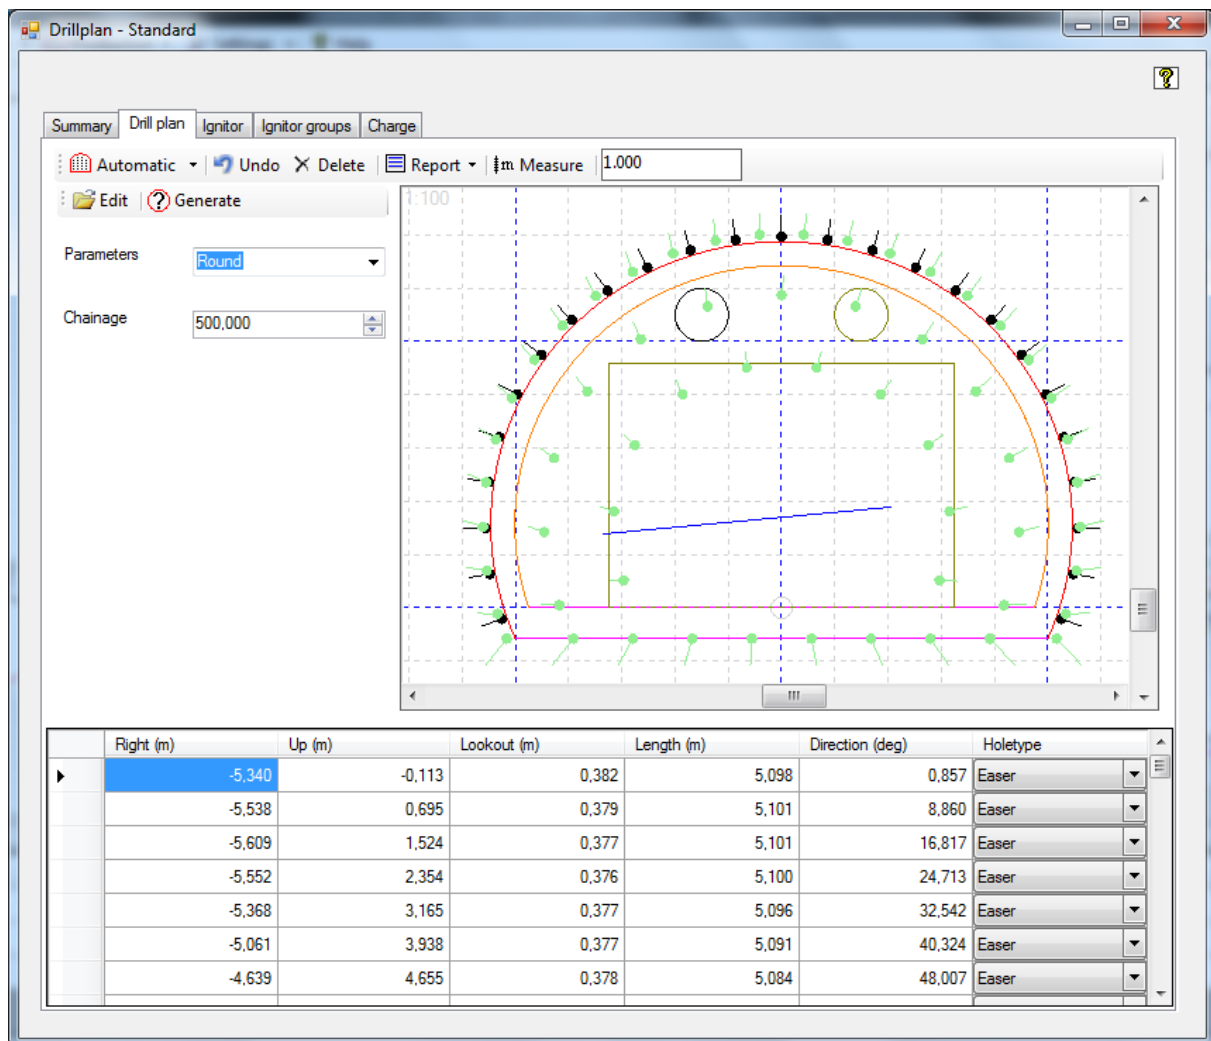 Drillplan - Standard
Summary Drill plan Ignitor Ignitor groups Charge
Automatic Undo Delete Report m Measure 1.000
Edit Generate
1:100
Parameters Round
Chainage 500,000
Right (m) Up (m) Lookout (m) Length (m) Direction (deg) Holetype
-5,340 -0,113 0,382 5,098 0,857 Easer
-5,538 0,695 0,379 5,101 8,860 Easer
-5,609 1,524 0,377 5,101 16,817 Easer
-5,552 2,354 0,376 5,100 24,713 Easer
-5,368 3,165 0,377 5,096 32,542 Easer
-5,061 3,938 0,377 5,091 40,324 Easer
-4,639 4,655 0,378 5,084 48,007 Easer